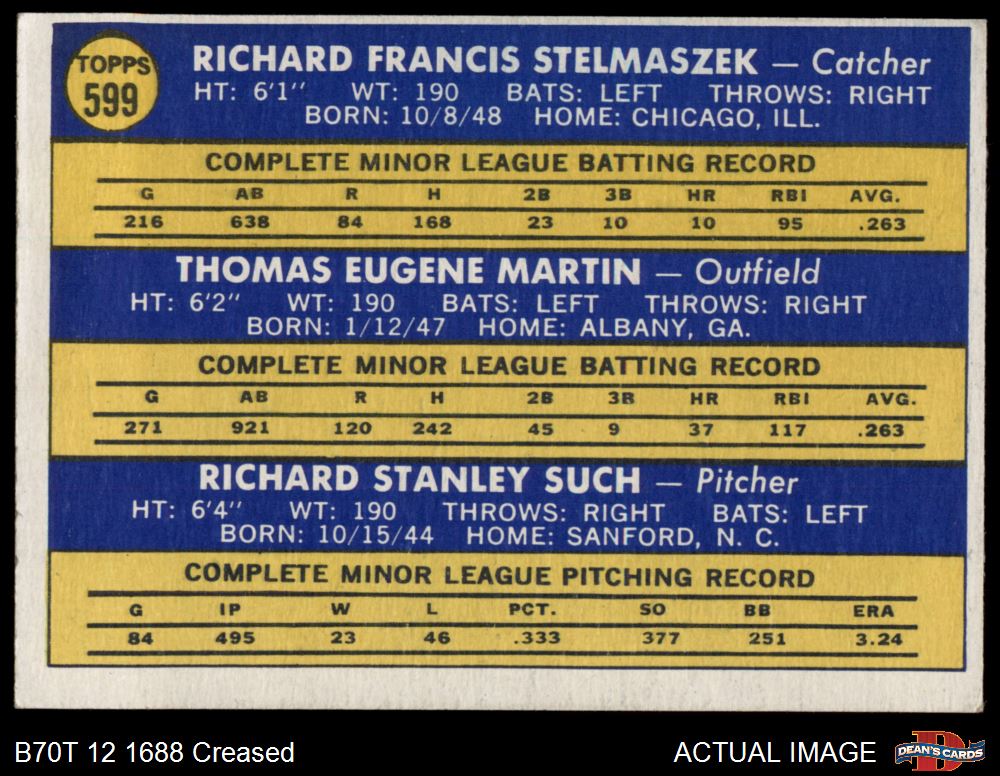 TOPPS
599
RICHARD FRANCIS STELMASZEK — Catcher
HT: 6'1" WT: 190 BATS: LEFT THROWS: RIGHT
BORN: 10/8/48 HOME: CHICAGO, ILL.
COMPLETE MINOR LEAGUE BATTING RECORD
G AB R H 2B 3B HR RBI AVG.
216 638 84 168 23 10 10 95 .263
THOMAS EUGENE MARTIN — Outfield
HT: 6'2" WT: 190 BATS: LEFT THROWS: RIGHT
BORN: 1/12/47 HOME: ALBANY, GA.
COMPLETE MINOR LEAGUE BATTING RECORD
G AB R H 2B 3B HR RBI AVG.
271 921 120 242 45 9 37 117 .263
RICHARD STANLEY SUCH — Pitcher
HT: 6'4" WT: 190 THROWS: RIGHT BATS: LEFT
BORN: 10/15/44 HOME: SANFORD, N. C.
COMPLETE MINOR LEAGUE PITCHING RECORD
G IP W L PCT. SO BB ERA
84 495 23 46 .333 377 251 3.24
B70T 12 1688 Creased ACTUAL IMAGE D DEAN'S CARDS